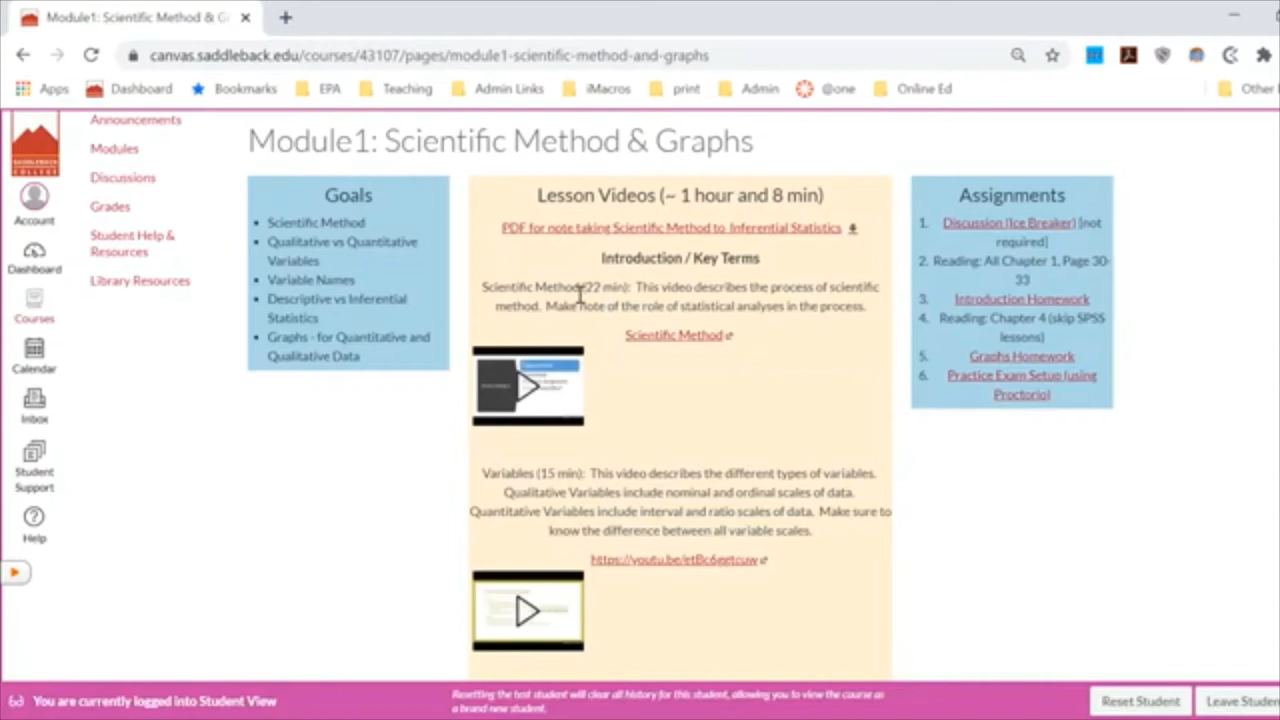 Module1: Scientific Method & G
canvas.saddleback.edu/courses/43107/pages/module1-scientific-method-and-graphs
Apps
Dashboard
Bookmarks
EPA
Teaching
Admin Links
iMacros
print
Admin
@one
Online Ed
Other
Announcements
Modules
Discussions
Grades
Student Help &
Resources
Library Resources
Account
Dashboard
Courses
Calendar
Inbox
Student
Support
Help
Module1: Scientific Method & Graphs
Goals
Scientific Method
Qualitative vs Quantitative
Variables
Variable Names
Descriptive vs Inferential
Statistics
Graphs - for Quantitative and
Qualitative Data
Lesson Videos (~ 1 hour and 8 min)
PDF for note taking Scientific Method to Inferential Statistics
Introduction / Key Terms
Scientific Method (22 min): This video describes the process of scientific
method. Make note of the role of statistical analyses in the process.
Scientific Method
Variables (15 min): This video describes the different types of variables.
Qualitative Variables include nominal and ordinal scales of data.
Quantitative Variables include interval and ratio scales of data. Make sure to
know the difference between all variable scales.
Assignments
1. Discussion (Ice Breaker) [not
required]
2. Reading: All Chapter 1, Page 30-
33
3. Introduction Homework
4. Reading: Chapter 4 (skip SPSS
lessons)
5. Graphs Homework
6. Practice Exam Setup (using
Proctorio)
You are currently logged into Student View
Resetting the test student will clear all history for this student, allowing you to view the course as
a brand new student.
Reset Student
Leave Studen